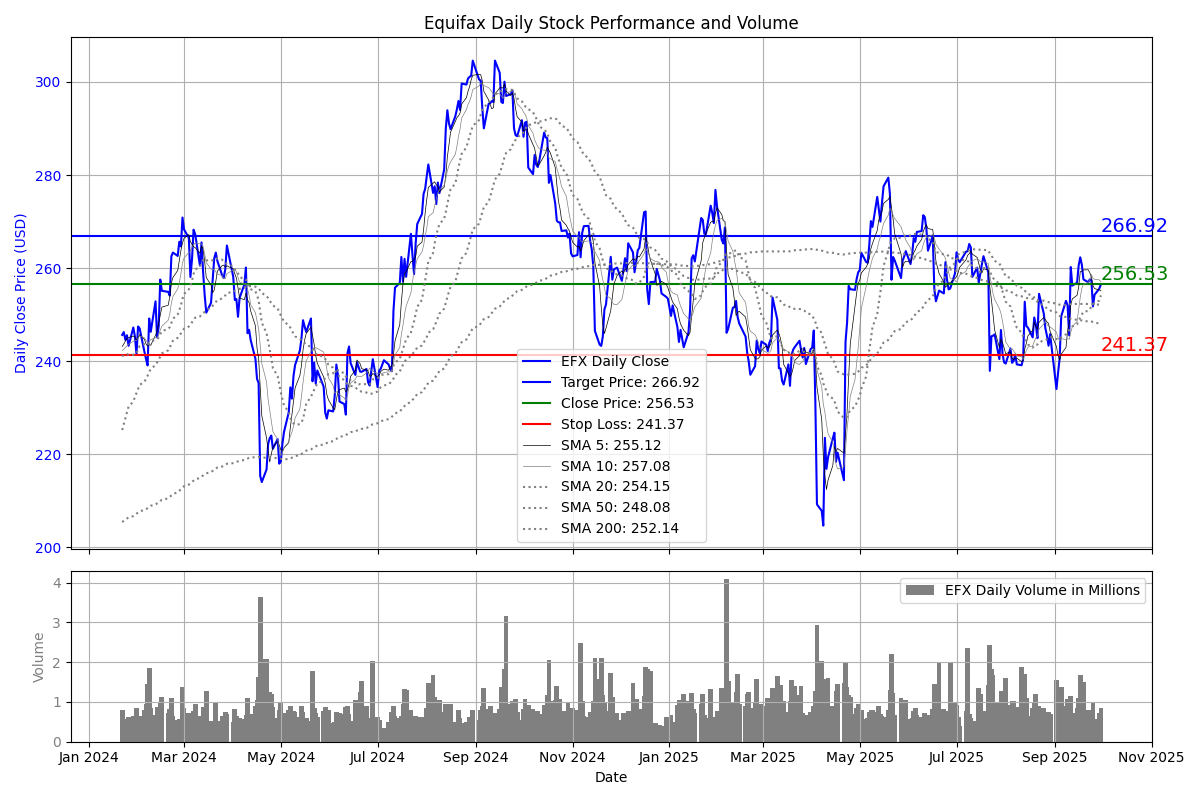 Equifax Daily Stock Performance and Volume
Daily Close Price (USD)
300
280
260
240
220
200
266.92
256.53
241.37
EFX Daily Close
Target Price: 266.92
Close Price: 256.53
Stop Loss: 241.37
SMA 5: 255.12
SMA 10: 257.08
SMA 20: 254.15
SMA 50: 248.08
SMA 200: 252.14
Volume
4
3
2
1
0
EFX Daily Volume in Millions
Jan 2024 Mar 2024 May 2024 Jul 2024 Sep 2024 Nov 2024 Jan 2025 Mar 2025 May 2025 Jul 2025 Sep 2025 Nov 2025
Date